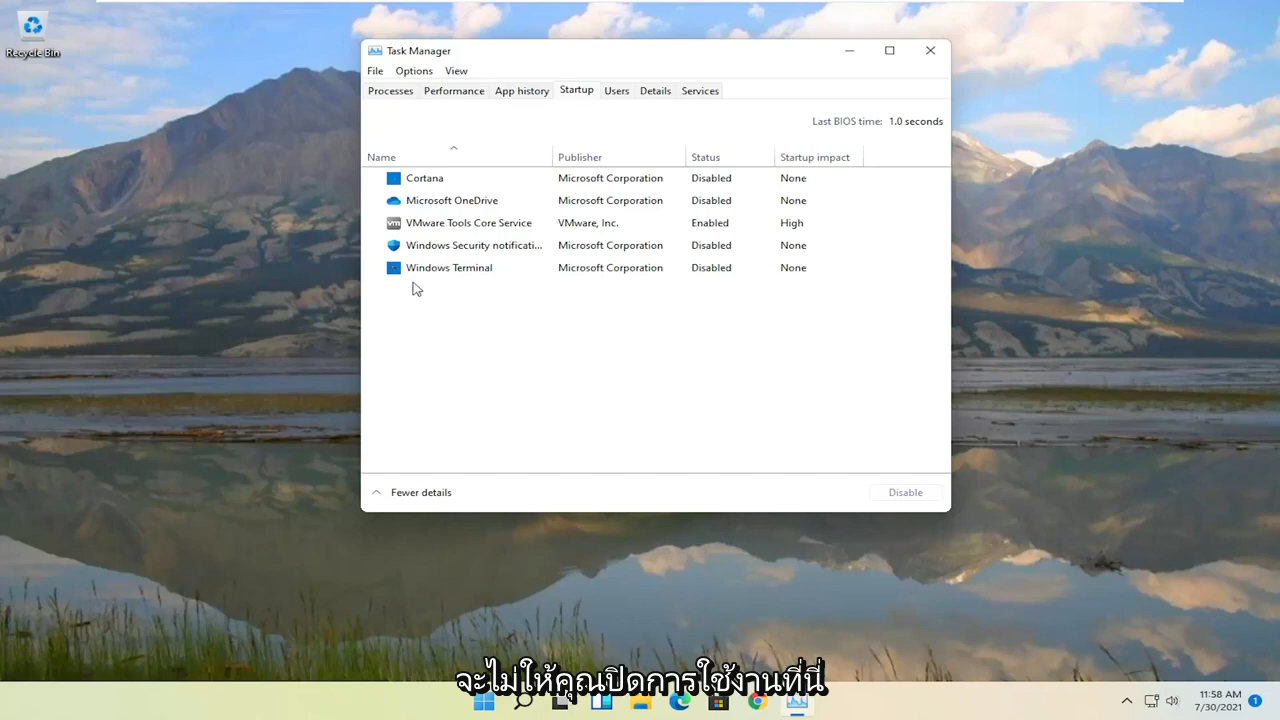 Recycle Bin
Task Manager
File Options View
Processes Performance App history Startup Users Details Services
Last BIOS time: 1.0 seconds
Name Publisher Status Startup impact
Cortana Microsoft Corporation Disabled None
Microsoft OneDrive Microsoft Corporation Disabled None
VMware Tools Core Service VMware, Inc. Enabled High
Windows Security notificati... Microsoft Corporation Disabled None
Windows Terminal Microsoft Corporation Disabled None
Fewer details Disable
จะไม่ให้คุณปิดการใช้งานที่นี่
11:58 AM
7/30/2021
1